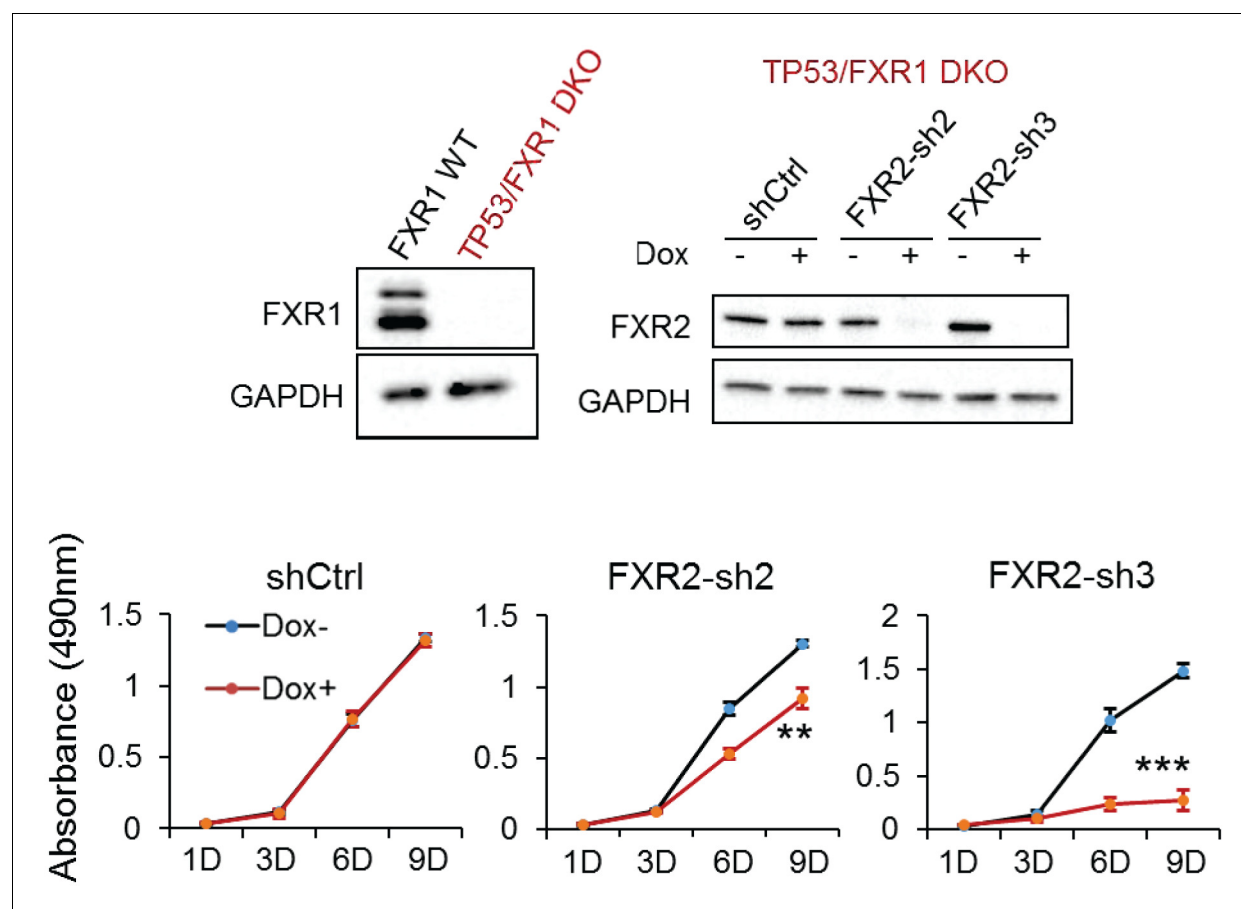 FXR1 WT
TP53/FXR1 DKO
FXR1
GAPDH
TP53/FXR1 DKO
shCtrl
FXR2-sh2
FXR2-sh3
Dox - + - + - +
FXR2
GAPDH
Absorbance (490nm)
shCtrl
1.5
1
0.5
0
Dox-
Dox+
1D 3D 6D 9D
FXR2-sh2
1.5
1
0.5
0
**
1D 3D 6D 9D
FXR2-sh3
2
1.5
1
0.5
0
***
1D 3D 6D 9D